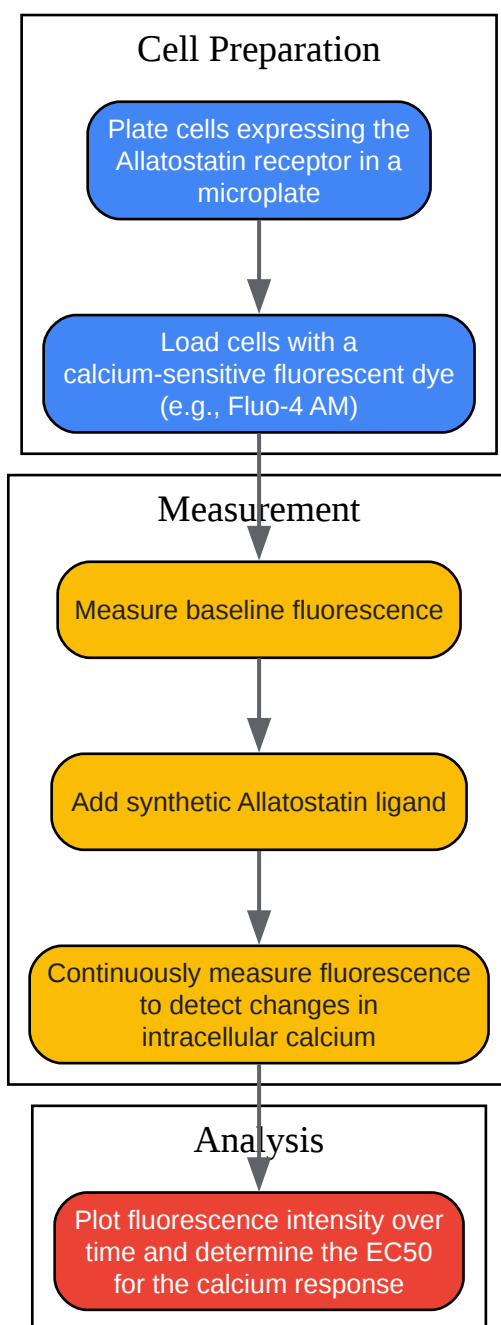 Cell Preparation
Plate cells expressing the
Allatostatin receptor in a
microplate
Load cells with a
calcium-sensitive fluorescent dye
(e.g., Fluo-4 AM)
Measurement
Measure baseline fluorescence
Add synthetic Allatostatin ligand
Continuously measure fluorescence
to detect changes in
intracellular calcium
Analysis
Plot fluorescence intensity over
time and determine the EC50
for the calcium response